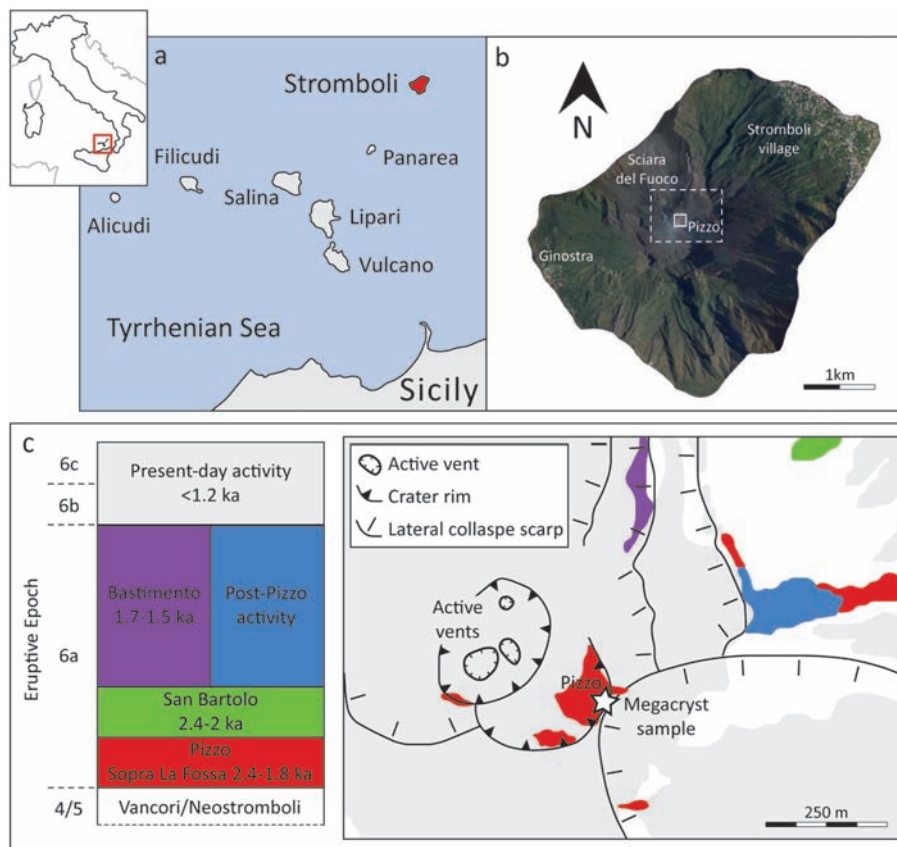 a
Stromboli
Filicudi
Panarea
Salina
Alicudi
Lipari
Vulcano
Tyrrhenian Sea
Sicily
b
N
Stromboli
village
Sciara
del Fuoco
Pizzo
Ginostra
1km
c
Eruptive Epoch
6c
6b
6a
4/5
Present-day activity
<1.2 ka
Bastimento
1.7-1.5 ka
Post-Pizzo
activity
San Bartolo
2.4-2 ka
Pizzo
Sopra La Fossa 2.4-1.8 ka
Vancori/Neostromboli
Active vent
Crater rim
Lateral collaspe scarp
Active
vents
Pizzo
Megacryst
sample
250 m